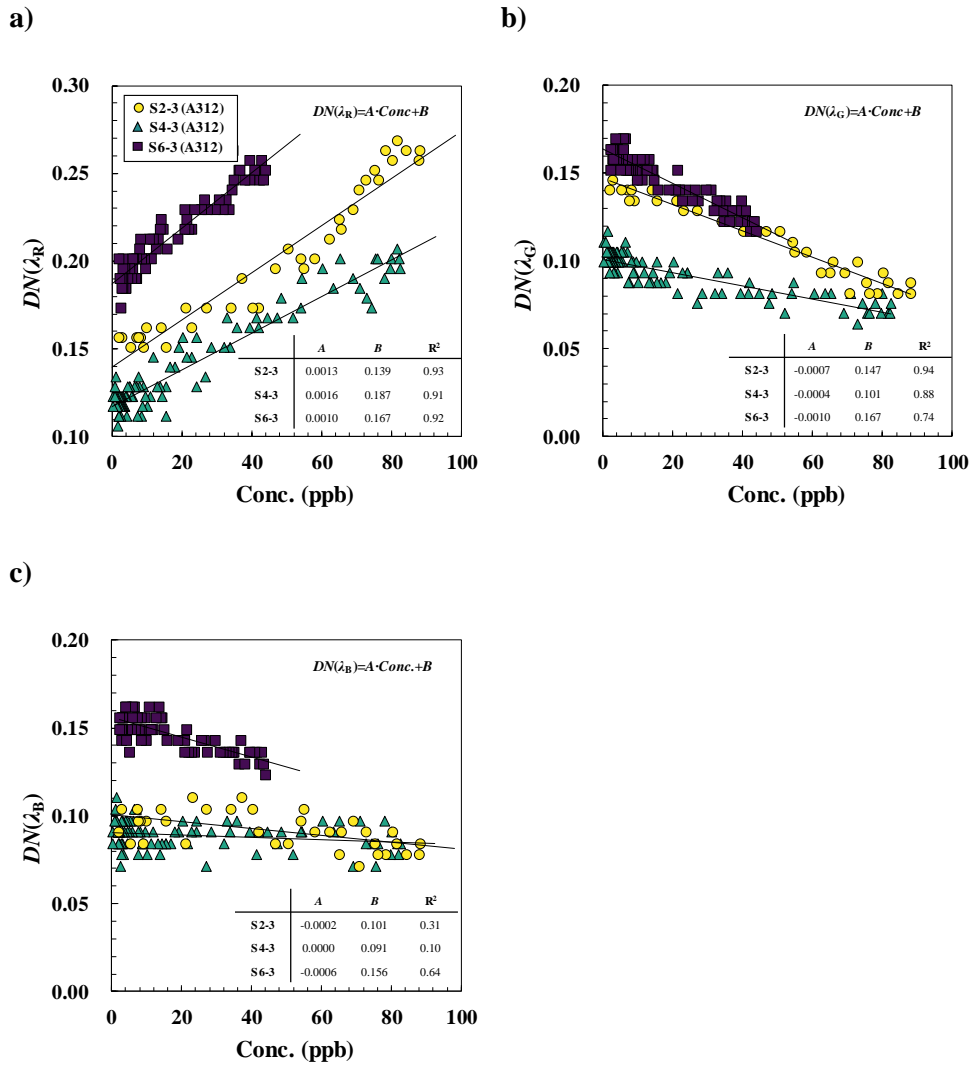 a)
b)
0.30
0.25
0.20
0.15
0.10
DN(λR)
S2-3 (A312)
S4-3 (A312)
S6-3 (A312)
DN(λR)=A·Conc+B
A B R²
S2-3 0.0013 0.139 0.93
S4-3 0.0016 0.187 0.91
S6-3 0.0010 0.167 0.92
0 20 40 60 80 100
Conc. (ppb)
0.20
0.15
0.10
0.05
0.00
DN(λG)
DN(λG)=A·Conc+B
A B R²
S2-3 -0.0007 0.147 0.94
S4-3 -0.0004 0.101 0.88
S6-3 -0.0010 0.167 0.74
0 20 40 60 80 100
Conc. (ppb)
c)
0.20
0.15
0.10
0.05
0.00
DN(λB)
DN(λB)=A·Conc.+B
A B R²
S2-3 -0.0002 0.101 0.31
S4-3 0.0000 0.091 0.10
S6-3 -0.0006 0.156 0.64
0 20 40 60 80 100
Conc. (ppb)